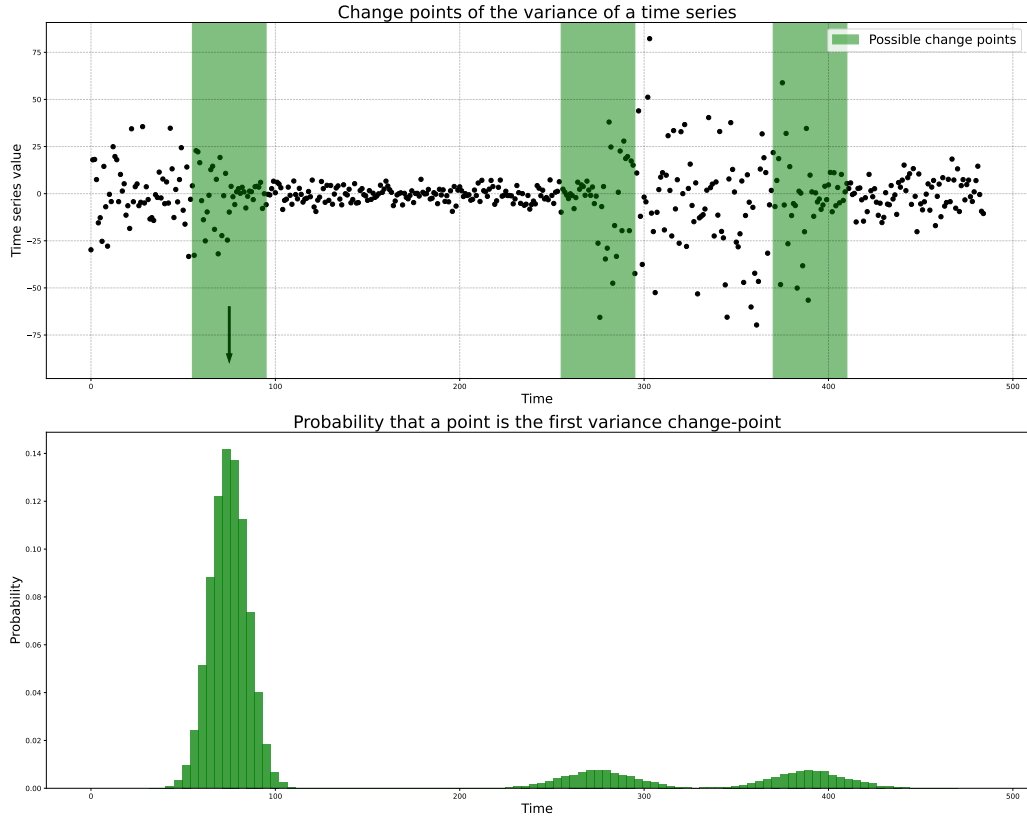 Change points of the variance of a time series
Possible change points
Time series value
75
50
25
0
−25
−50
−75
0 100 200 300 400 500
Time
Probability that a point is the first variance change-point
Probability
0.14
0.12
0.10
0.08
0.06
0.04
0.02
0.00
0 100 200 300 400 500
Time